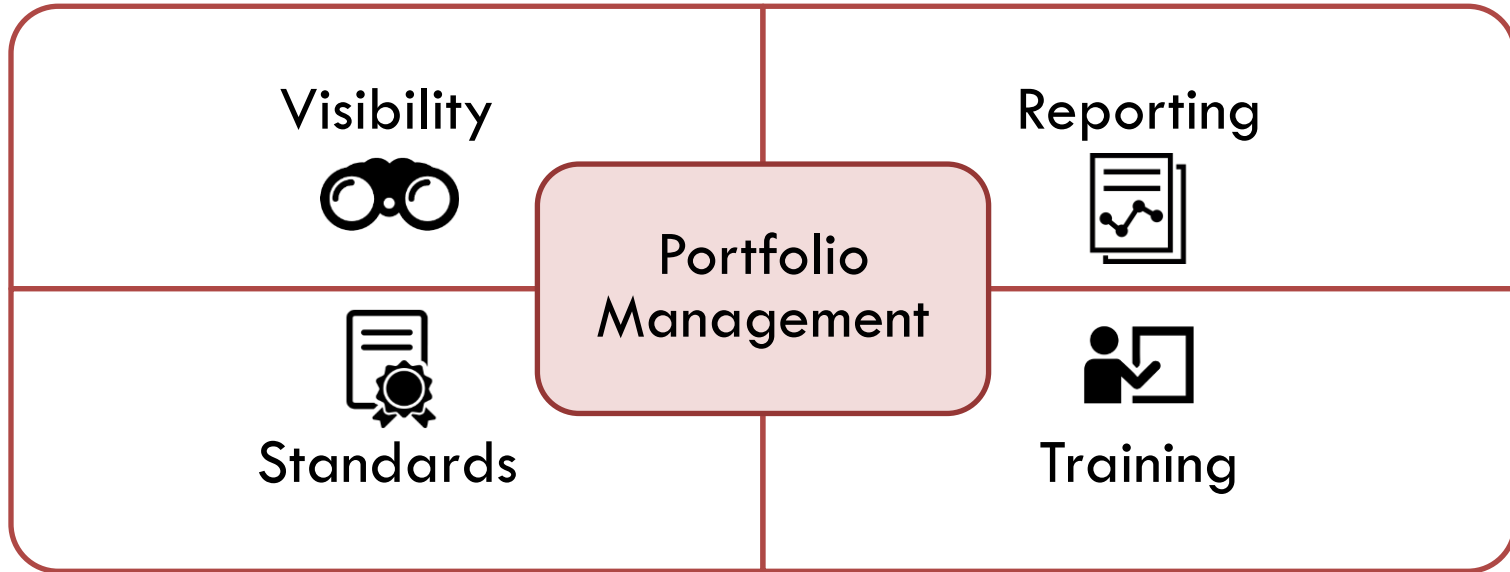 Visibility
Reporting
Portfolio
Management
Standards
Training